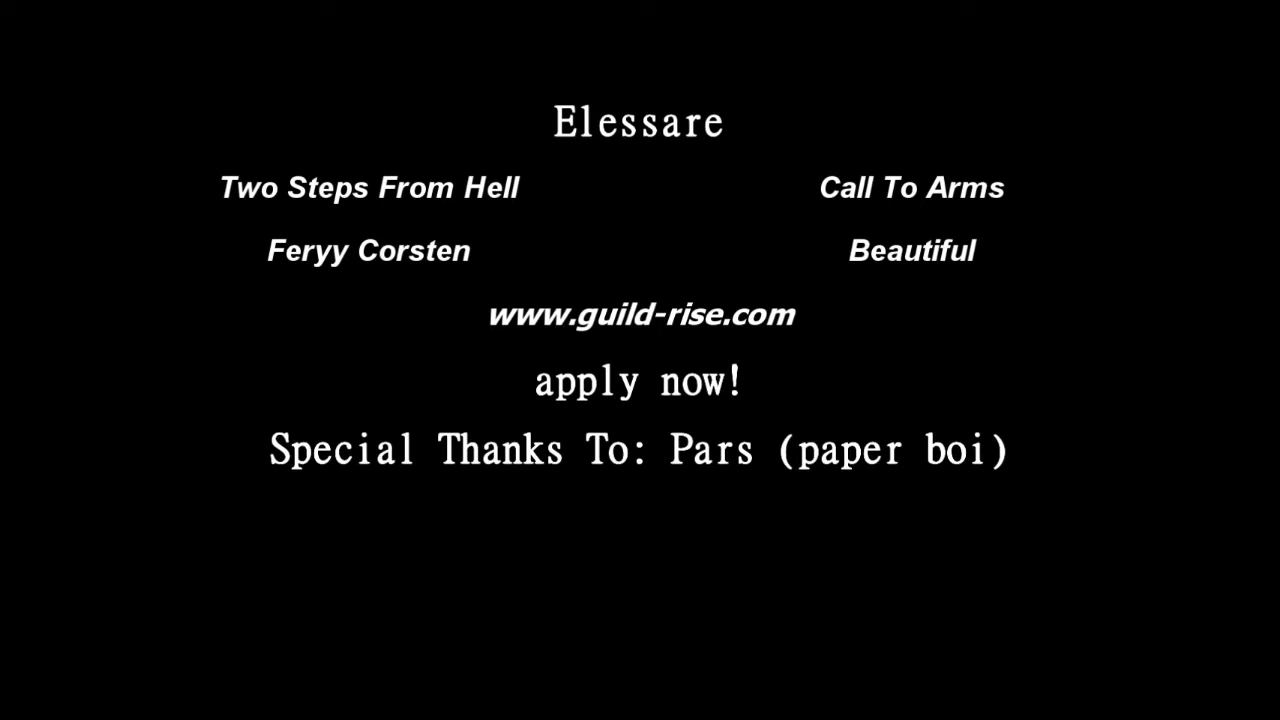 Elessare
Two Steps From Hell Call To Arms
Feryy Corsten Beautiful
www.guild-rise.com
apply now!
Special Thanks To: Pars (paper boi)